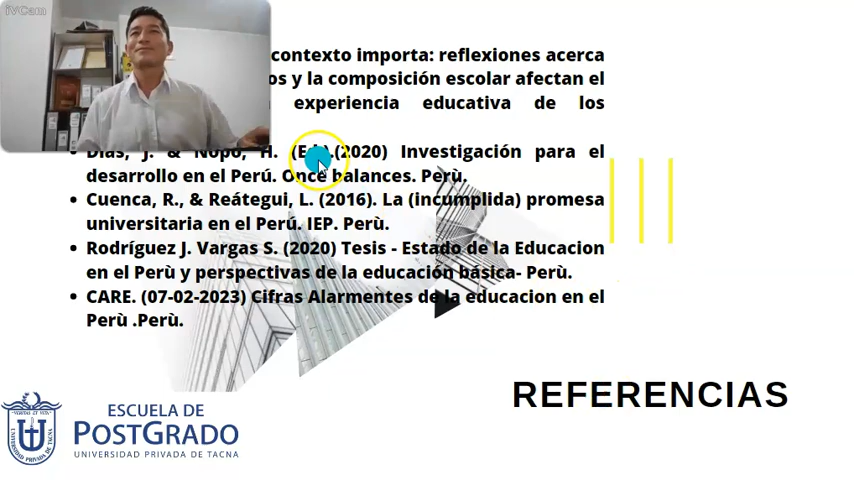 iVCam
contexto importa: reflexiones acerca
os y la composición escolar afectan el
experiencia educativa de los
• Días, J. & Ñopo, H. (Ed.).(2020) Investigación para el
desarrollo en el Perú. Once balances. Perù.
• Cuenca, R., & Reátegui, L. (2016). La (incumplida) promesa
universitaria en el Perú. IEP. Perù.
• Rodríguez J. Vargas S. (2020) Tesis - Estado de la Educacion
en el Perù y perspectivas de la educación básica- Perù.
• CARE. (07-02-2023) Cifras Alarmentes de la educacion en el
Perù .Perù.
REFERENCIAS
ESCUELA DE
POSTGRADO
UNIVERSIDAD PRIVADA DE TACNA